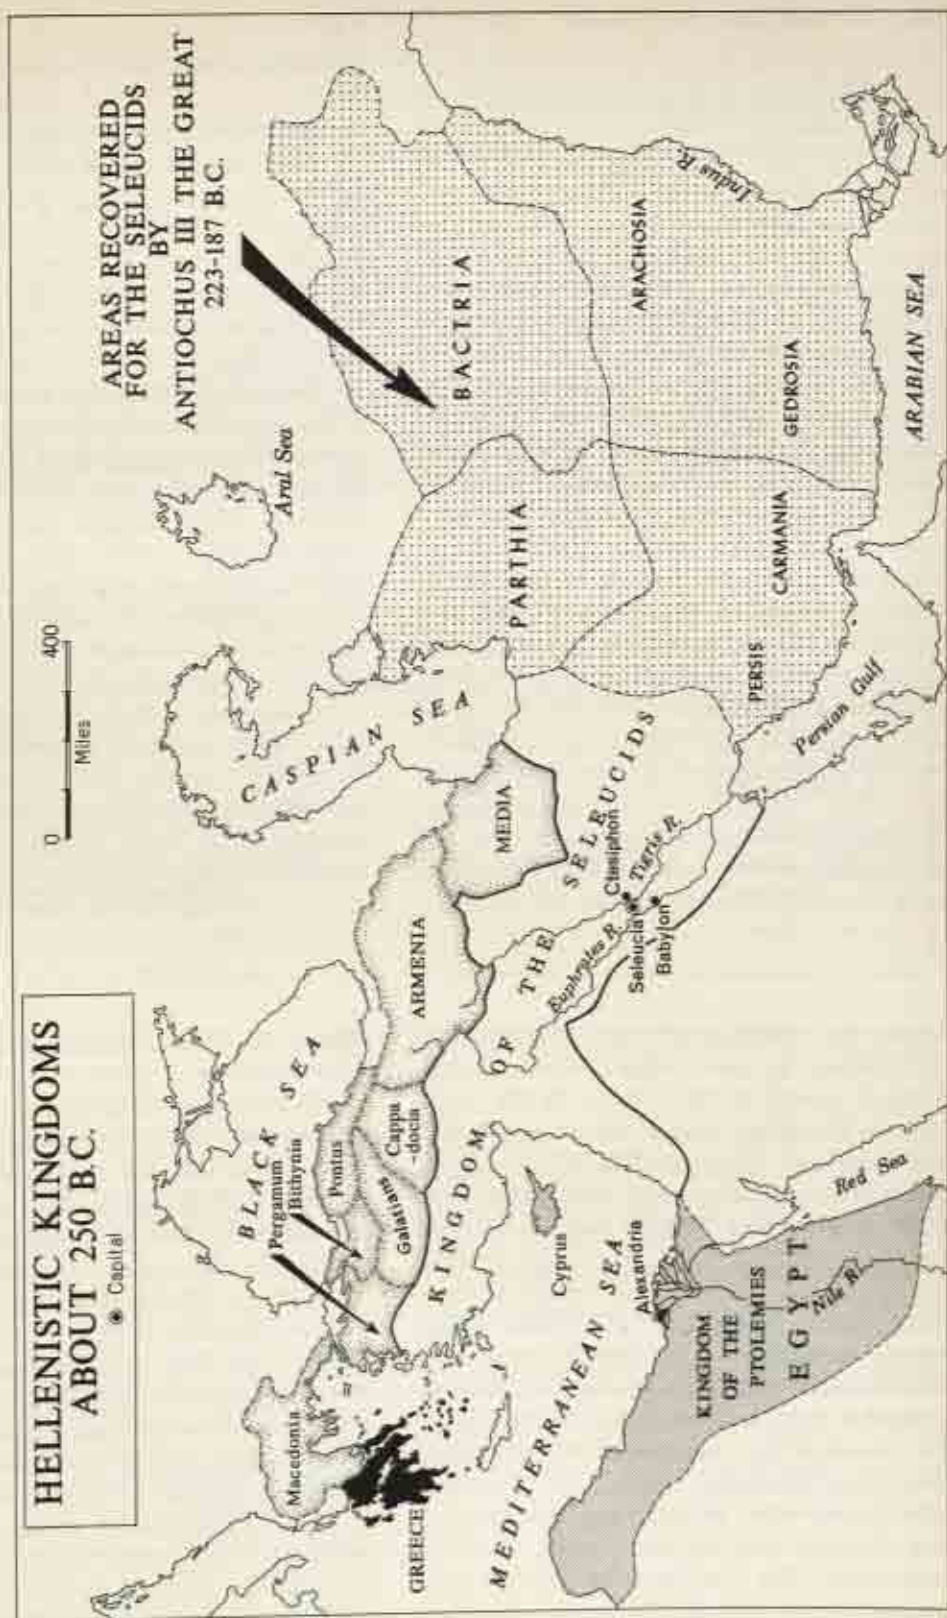 HELLENISTIC KINGDOMS
ABOUT 250 B.C.
Capital
0
400
Miles
AREAS RECOVERED
FOR THE SELEUCIDS
BY
ANTIOCHUS III THE GREAT
223-187 B.C.
Aral Sea
CASPIAN SEA
BLACK SEA
Pergamum
Bithynia
Macedonia
Pontus
Galatians
Cappa
-docia
ARMENIA
MEDIA
PARTHIA
BACTRIA
GREECE
KINGDOM OF THE SELEUCIDS
Ctesiphon
Tigris R.
Euphrates R.
Seleucia
Babylon
ARACHOSIA
Indus R.
PERSIS
CARMANIA
GEDROSIA
Persian Gulf
ARABIAN SEA
Cyprus
MEDITERRANEAN SEA
Alexandria
KINGDOM
OF THE
PTOLEMIES
EGYPT
Nile R.
Red Sea